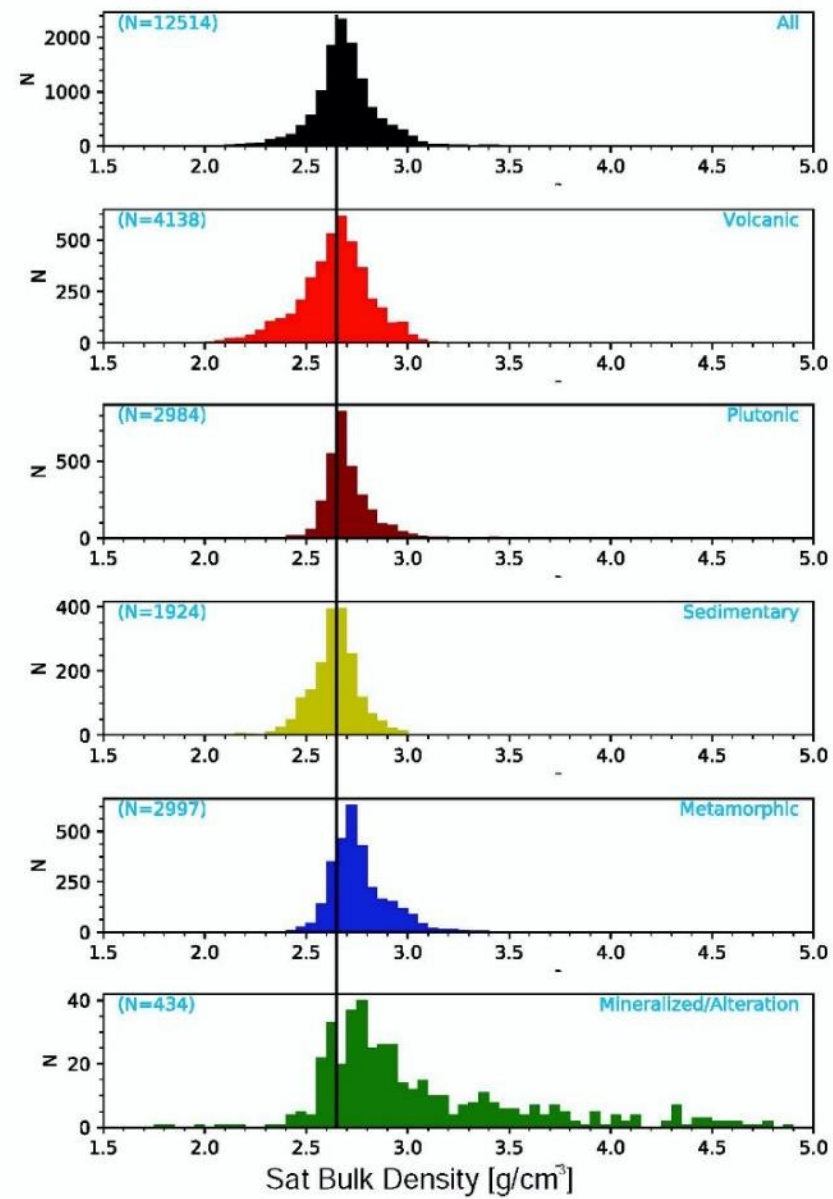 (N=12514) All
2000
1000
0
N
1.5 2.0 2.5 3.0 3.5 4.0 4.5 5.0
(N=4138) Volcanic
500
250
0
N
1.5 2.0 2.5 3.0 3.5 4.0 4.5 5.0
(N=2984) Plutonic
500
0
N
1.5 2.0 2.5 3.0 3.5 4.0 4.5 5.0
(N=1924) Sedimentary
400
200
0
N
1.5 2.0 2.5 3.0 3.5 4.0 4.5 5.0
(N=2997) Metamorphic
500
250
0
N
1.5 2.0 2.5 3.0 3.5 4.0 4.5 5.0
(N=434) Mineralized/Alteration
40
20
0
N
1.5 2.0 2.5 3.0 3.5 4.0 4.5 5.0
Sat Bulk Density [g/cm⁻³]